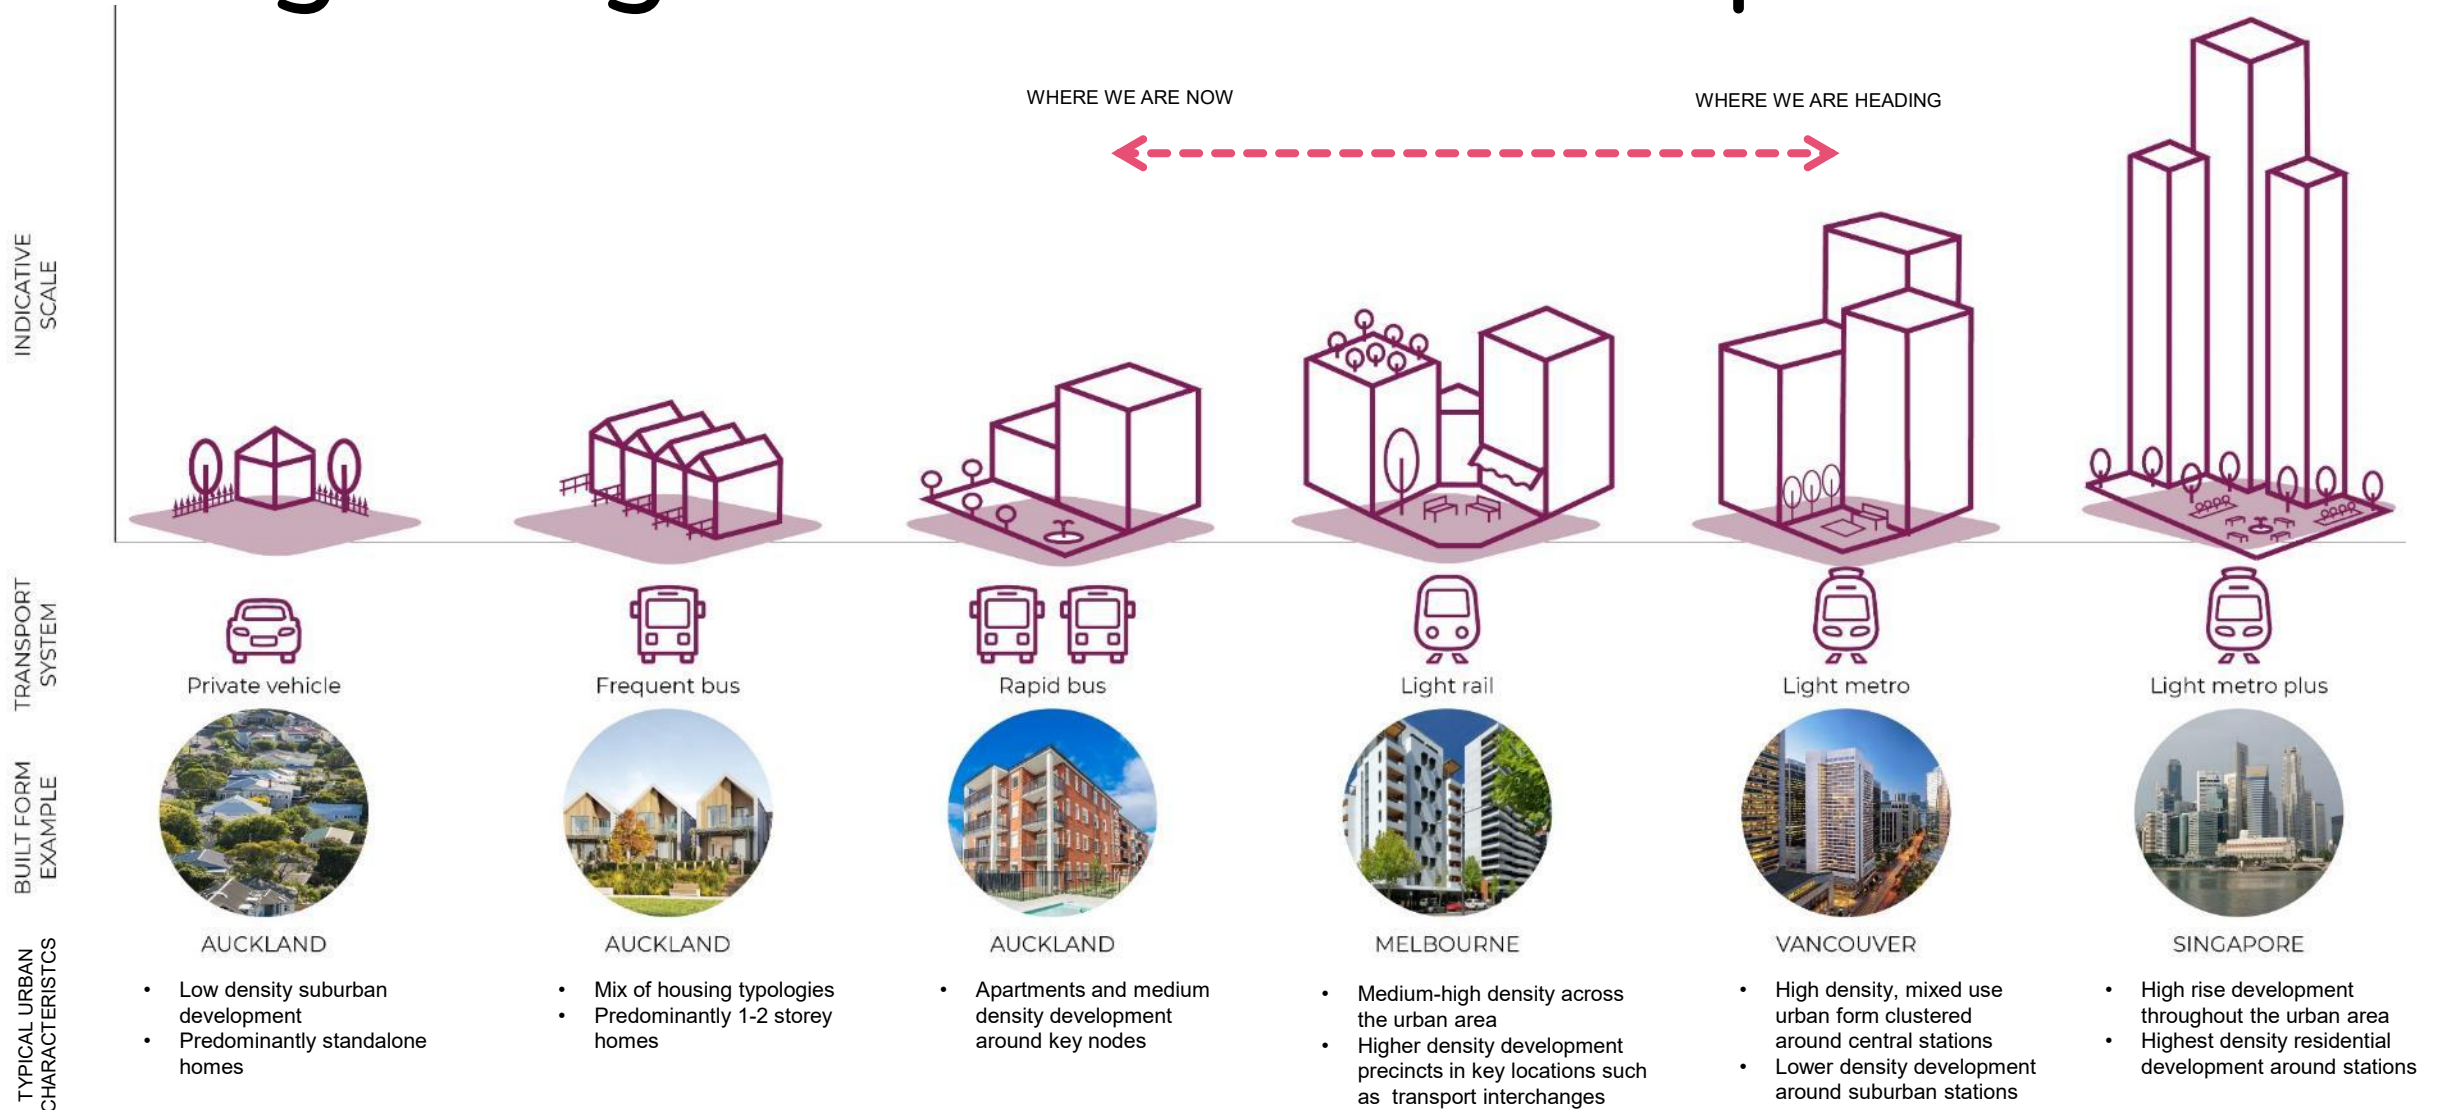 WHERE WE ARE NOW
WHERE WE ARE HEADING
INDICATIVE
SCALE
TRANSPORT
SYSTEM
Private vehicle
Frequent bus
Rapid bus
Light rail
Light metro
Light metro plus
BUILT FORM
EXAMPLE
AUCKLAND
AUCKLAND
AUCKLAND
MELBOURNE
VANCOUVER
SINGAPORE
TYPICAL URBAN
CHARACTERISTCS
• Low density suburban
development
• Predominantly standalone
homes
• Mix of housing typologies
• Predominantly 1-2 storey
homes
• Apartments and medium
density development
around key nodes
• Medium-high density across
the urban area
• Higher density development
precincts in key locations such
as transport interchanges
• High density, mixed use
urban form clustered
around central stations
• Lower density development
around suburban stations
• High rise development
throughout the urban area
• Highest density residential
development around stations